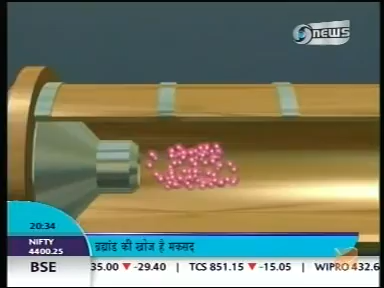 NEWS
20:34
NIFTY
4400.25
ब्रह्मांड की खोज है मकसद
BSE
35.00 ▼ -29.40 | TCS 851.15 ▼ -15.05 | WIPRO 432.6